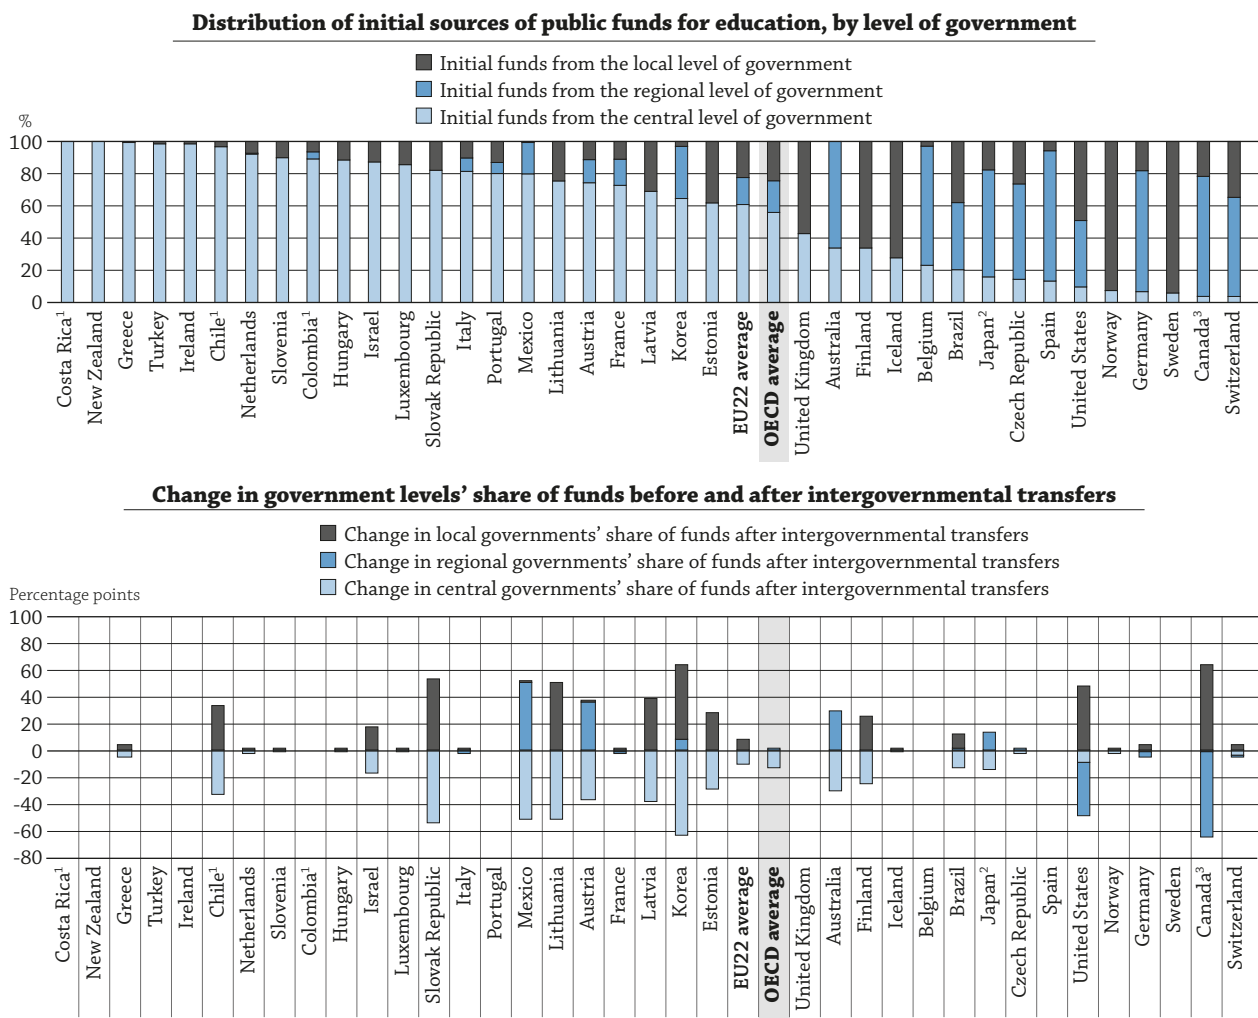 Distribution of initial sources of public funds for education, by level of government
Initial funds from the local level of government
Initial funds from the regional level of government
Initial funds from the central level of government
%
100
80
60
40
20
0
Costa Rica¹
New Zealand
Greece
Turkey
Ireland
Chile¹
Netherlands
Slovenia
Colombia¹
Hungary
Israel
Luxembourg
Slovak Republic
Italy
Portugal
Mexico
Lithuania
Austria
France
Latvia
Korea
Estonia
EU22 average
OECD average
United Kingdom
Australia
Finland
Iceland
Belgium
Brazil
Japan²
Czech Republic
Spain
United States
Norway
Germany
Sweden
Canada³
Switzerland
Change in government levels’ share of funds before and after intergovernmental transfers
Change in local governments’ share of funds after intergovernmental transfers
Change in regional governments’ share of funds after intergovernmental transfers
Change in central governments’ share of funds after intergovernmental transfers
Percentage points
100
80
60
40
20
0
-20
-40
-60
-80
Costa Rica¹
New Zealand
Greece
Turkey
Ireland
Chile¹
Netherlands
Slovenia
Colombia¹
Hungary
Israel
Luxembourg
Slovak Republic
Italy
Portugal
Mexico
Lithuania
Austria
France
Latvia
Korea
Estonia
EU22 average
OECD average
United Kingdom
Australia
Finland
Iceland
Belgium
Brazil
Japan²
Czech Republic
Spain
United States
Norway
Germany
Sweden
Canada³
Switzerland